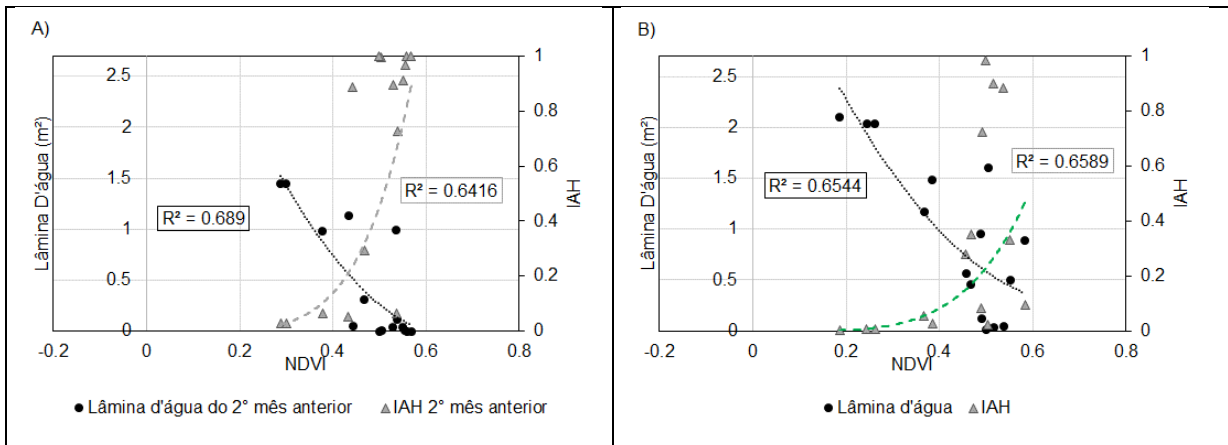 A)
2.5
2
1.5
1
0.5
0
1
0.8
0.6
0.4
0.2
0
-0.2
0
0.2
0.4
0.6
0.8
Lâmina D'água (m²)
IAH
NDVI
R² = 0.689
R² = 0.6416
Lâmina d'água do 2° mês anterior
IAH 2° mês anterior
B)
2.5
2
1.5
1
0.5
0
1
0.8
0.6
0.4
0.2
0
-0.2
0
0.2
0.4
0.6
0.8
Lâmina D'água (m²)
IAH
NDVI
R² = 0.6544
R² = 0.6589
Lâmina d'água
IAH